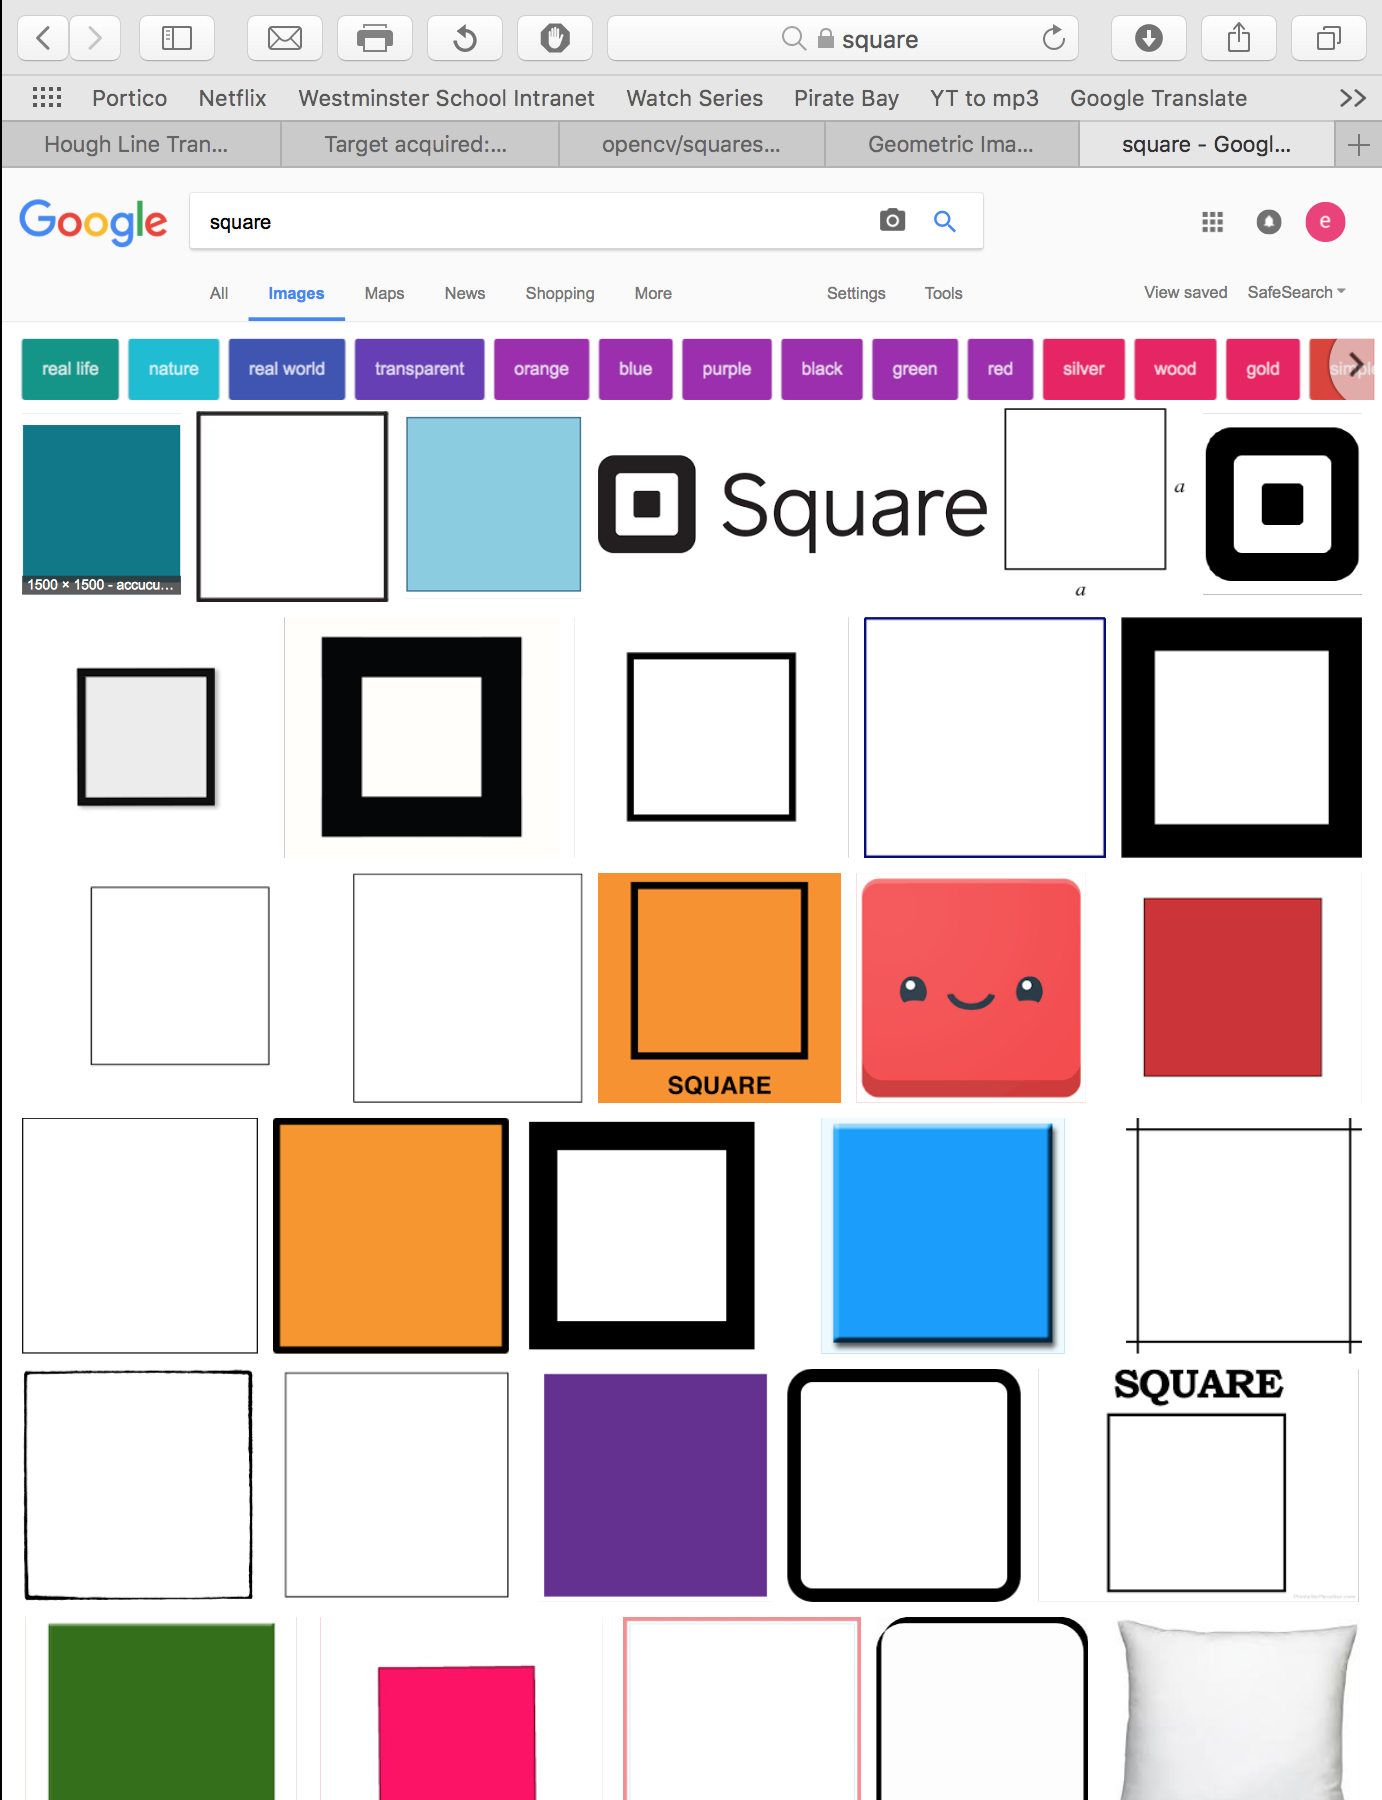 square
Portico Netflix Westminster School Intranet Watch Series Pirate Bay YT to mp3 Google Translate
Hough Line Tran... Target acquired:... opencv/squares... Geometric Ima... square - Googl...
Google square e
All Images Maps News Shopping More Settings Tools View saved SafeSearch
real life nature real world transparent orange blue purple black green red silver wood gold simple
Square
a
1500 × 1500 - accucu...
a
SQUARE
SQUARE